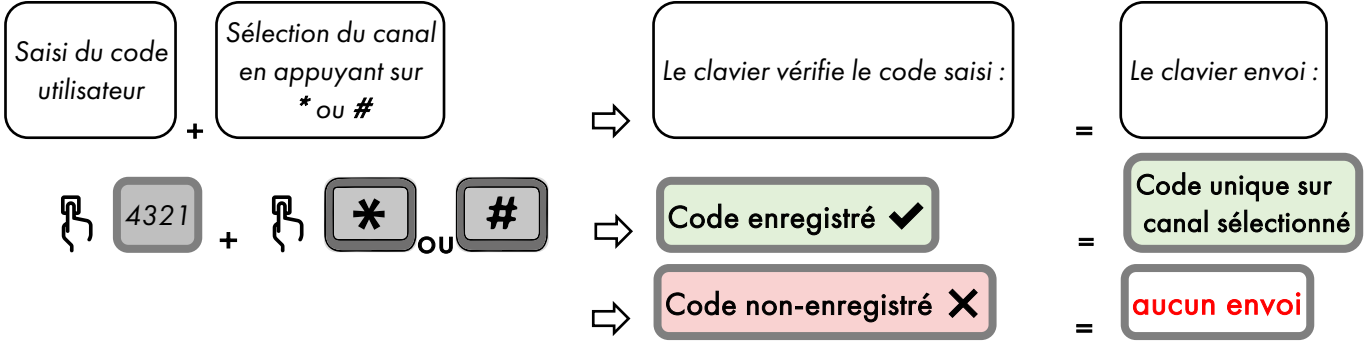 Saisi du code
utilisateur
+
Sélection du canal
en appuyant sur
* ou #
Le clavier vérifie le code saisi :
=
Le clavier envoi :
4321
+
*
ou
#
Code enregistré ✔
=
Code unique sur
canal sélectionné
Code non-enregistré ✕
=
aucun envoi